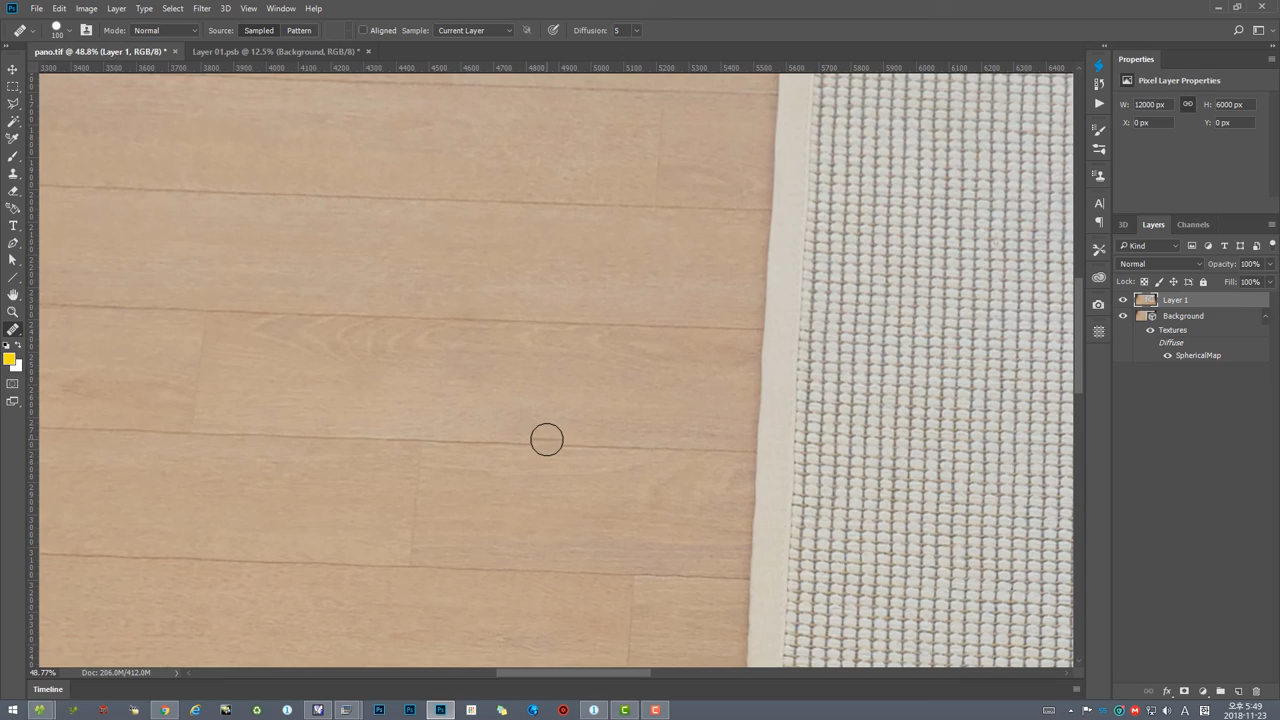 File Edit Image Layer Type Select Filter 3D View Window Help
100 Mode: Normal Source: Sampled Pattern Aligned Sample: Current Layer Diffusion: 5
pano.tif @ 48.8% (Layer 1, RGB/8) * × Layer 01.psb @ 12.5% (Background, RGB/8) * ×
3300 3400 3500 3600 3700 3800 3900 4000 4100 4200 4300 4400 4500 4600 4700 4800 4900 5000 5100 5200 5300 5400 5500 5600 5700 5800 5900 6000 6100 6200 6300 6400
Properties
Pixel Layer Properties
W: 12000 px H: 6000 px
X: 0 px Y: 0 px
3D Layers Channels
Kind
Normal Opacity: 100%
Lock: Fill: 100%
Layer 1
Background
Textures
Diffuse
SphericalMap
48.77% Doc: 206.0M/412.0M
Timeline
오후 5:49
2018-11-23